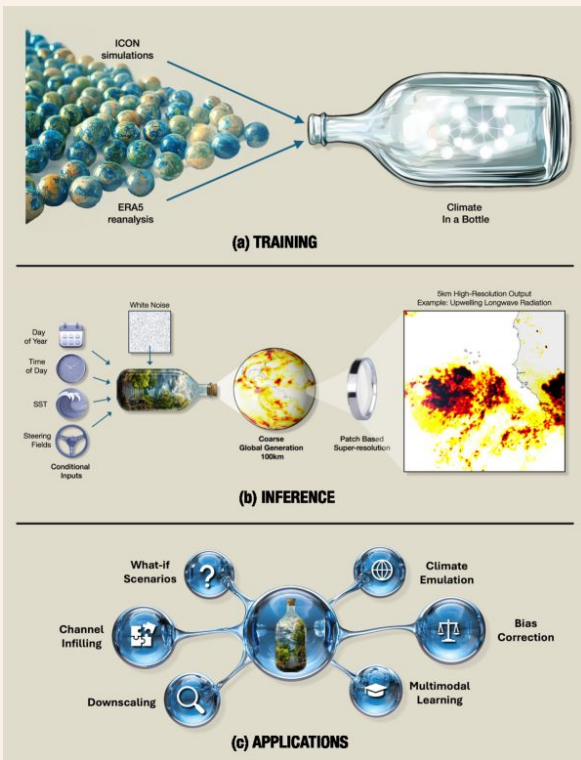 ICON
simulations
ERA5
reanalysis
Climate
In a Bottle
(a) TRAINING
White Noise
5km High-Resolution Output
Example: Upwelling Longwave Radiation
Day
of Year
Time
of Day
SST
Steering
Fields
Conditional
Inputs
Coarse
Global Generation
100km
Patch Based
Super-resolution
(b) INFERENCE
What-if
Scenarios
Climate
Emulation
Channel
Infilling
Bias
Correction
Downscaling
Multimodal
Learning
(c) APPLICATIONS